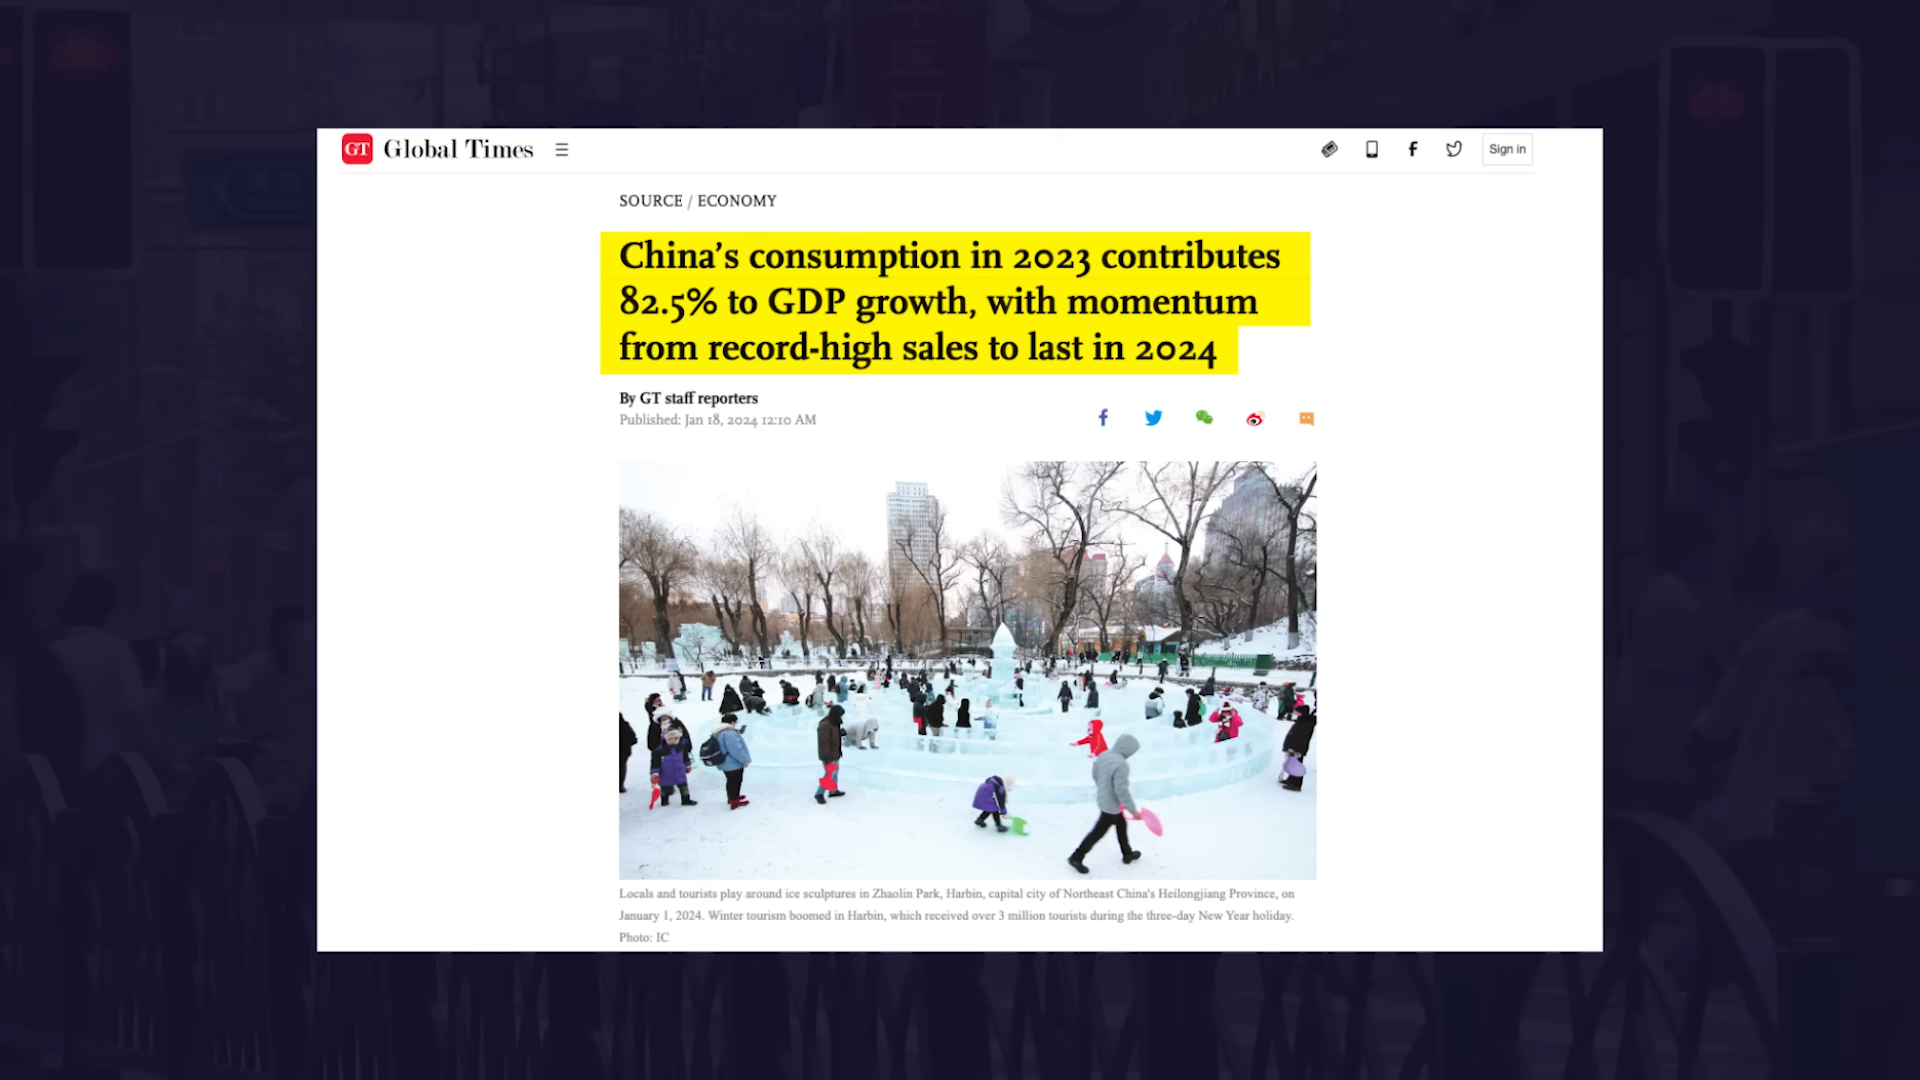 GT Global Times
Sign in
SOURCE / ECONOMY
China’s consumption in 2023 contributes
82.5% to GDP growth, with momentum
from record-high sales to last in 2024
By GT staff reporters
Published: Jan 18, 2024 12:10 AM
Locals and tourists play around ice sculptures in Zhaolin Park, Harbin, capital city of Northeast China's Heilongjiang Province, on
January 1, 2024. Winter tourism boomed in Harbin, which received over 3 million tourists during the three-day New Year holiday.
Photo: IC